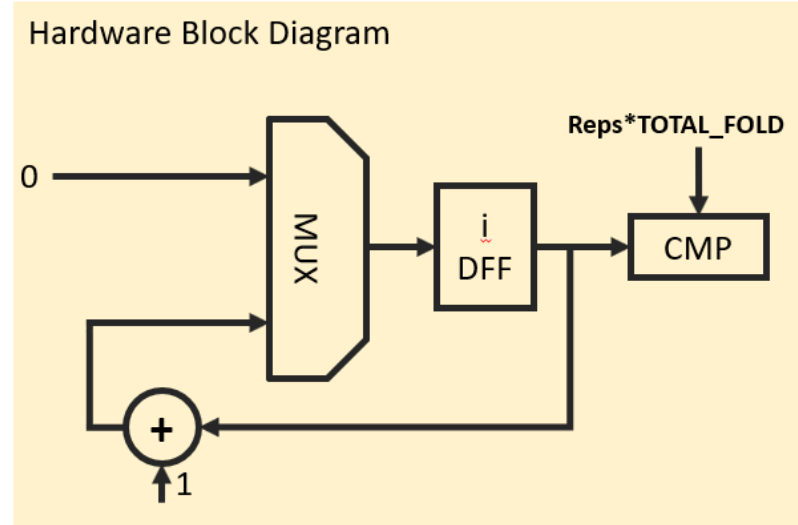 Hardware Block Diagram
Reps*TOTAL_FOLD
0
MUX
i
DFF
CMP
+
1